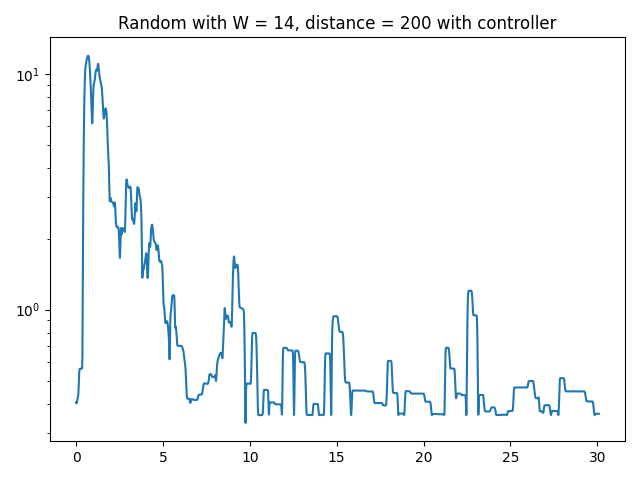 Random with W = 14, distance = 200 with controller
10¹
10⁰
0 5 10 15 20 25 30